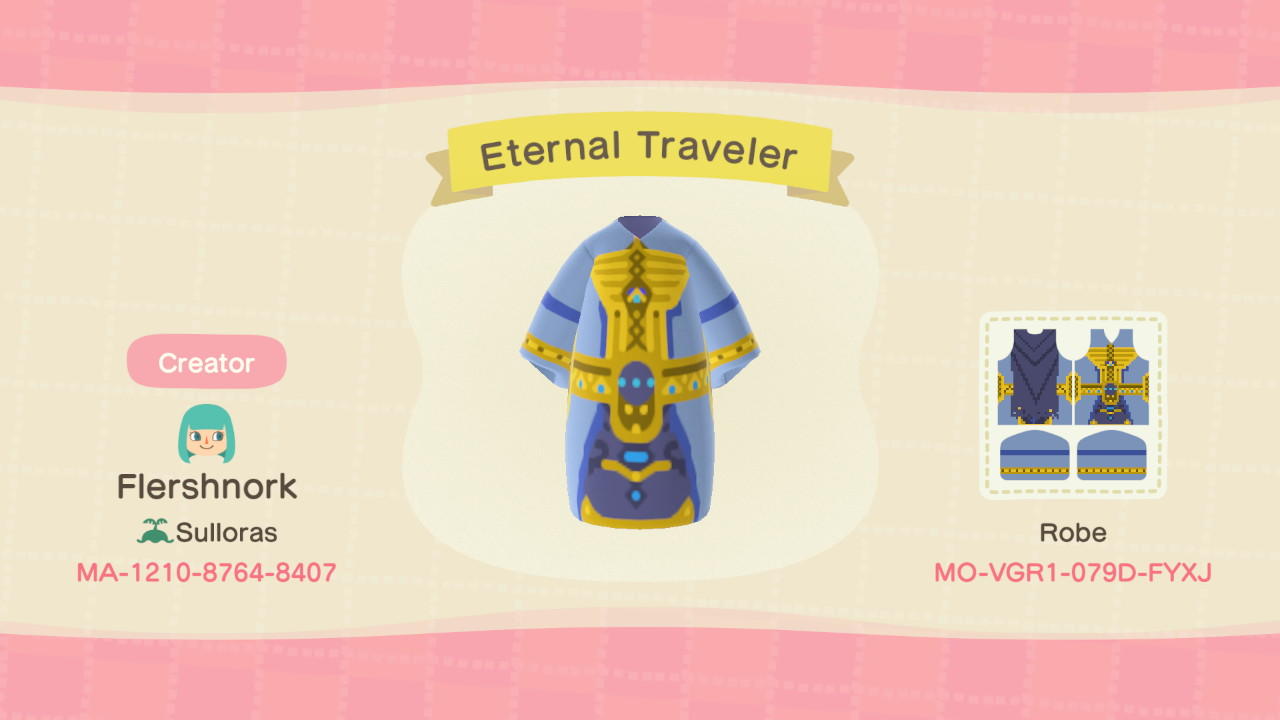 Eternal Traveler
Creator
Flershnork
Sulloras
MA-1210-8764-8407
Robe
MO-VGR1-079D-FYXJ